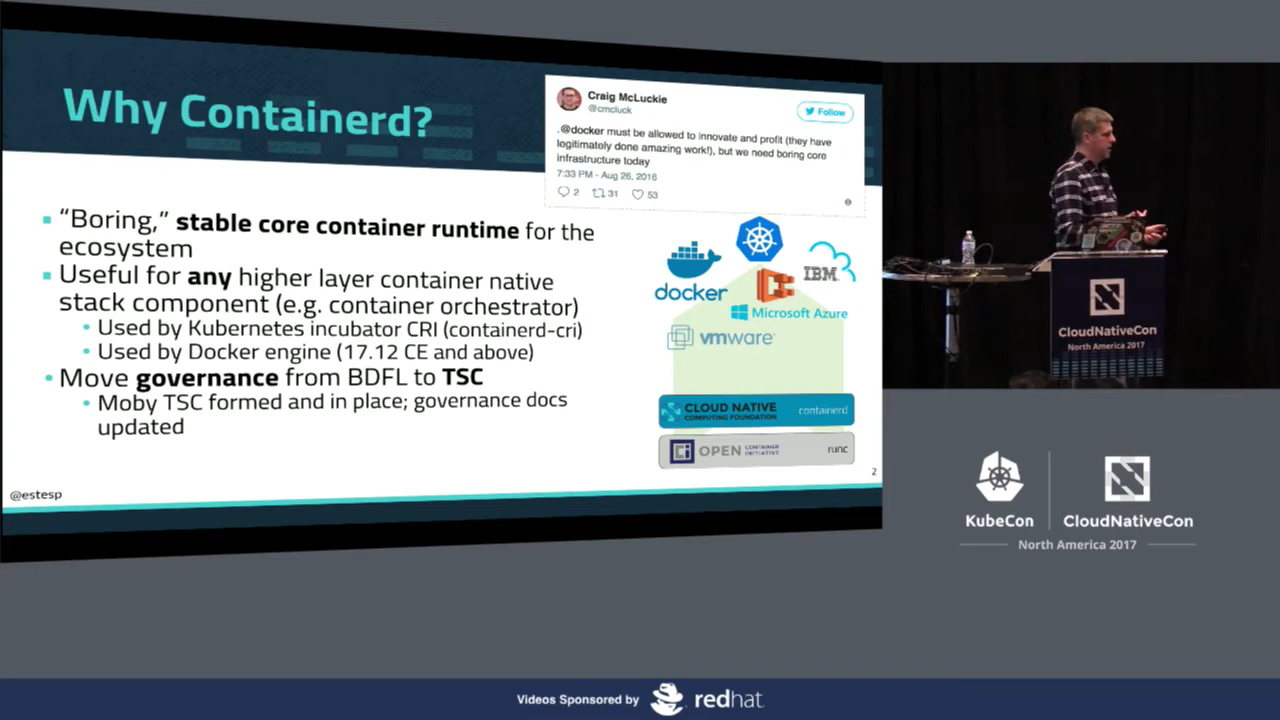 Why Containerd?
Craig McLuckie
@cmcluck
Follow
.@docker must be allowed to innovate and profit (they have
legitimately done amazing work!), but we need boring core
infrastructure today
7:33 PM - Aug 26, 2016
2 31 53
“Boring,” stable core container runtime for the
ecosystem
Useful for any higher layer container native
stack component (e.g. container orchestrator)
Used by Kubernetes incubator CRI (containerd-cri)
Used by Docker engine (17.12 CE and above)
Move governance from BDFL to TSC
Moby TSC formed and in place; governance docs
updated
docker
IBM
Microsoft Azure
vmware
CLOUD NATIVE
COMPUTING FOUNDATION
containerd
OPEN CONTAINER
INITIATIVE
runc
2
@estesp
CloudNativeCon
North America 2017
KubeCon
CloudNativeCon
North America 2017
Videos Sponsored by
redhat